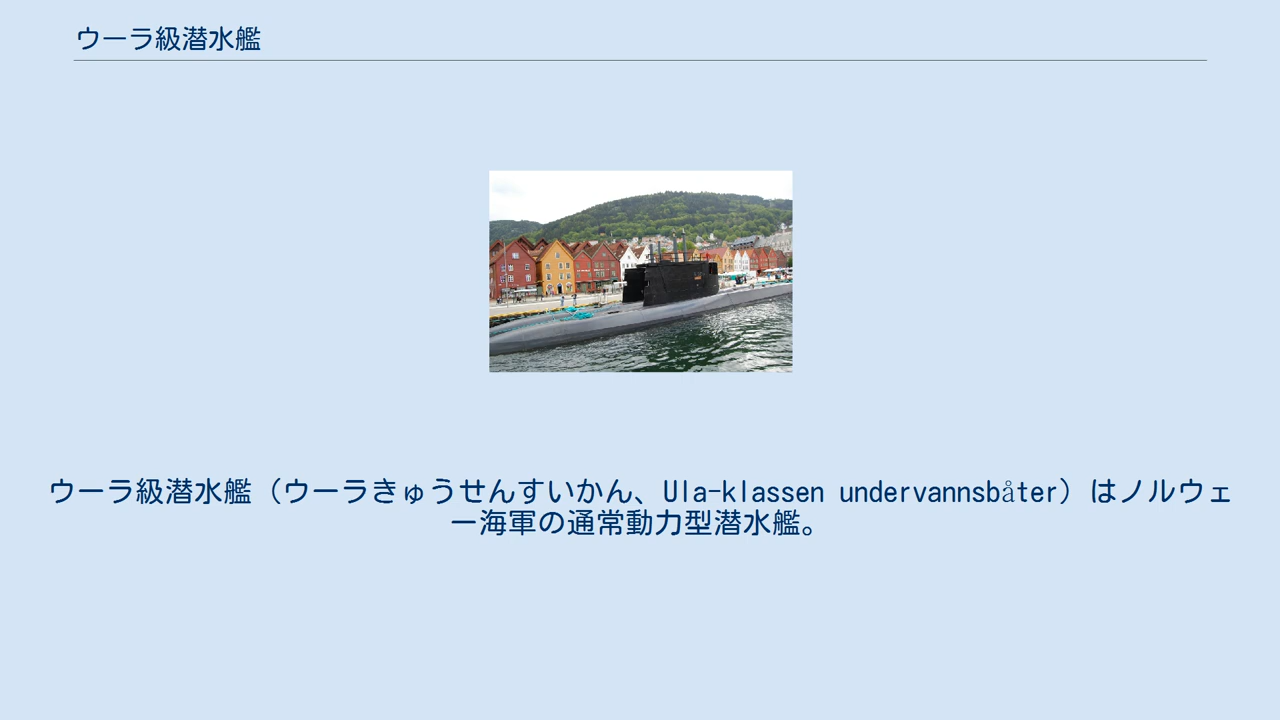 ウーラ級潜水艦
ウーラ級潜水艦（ウーラきゅうせんすいかん、Ula-klassen undervannsbåter）はノルウェ
ー海軍の通常動力型潜水艦。